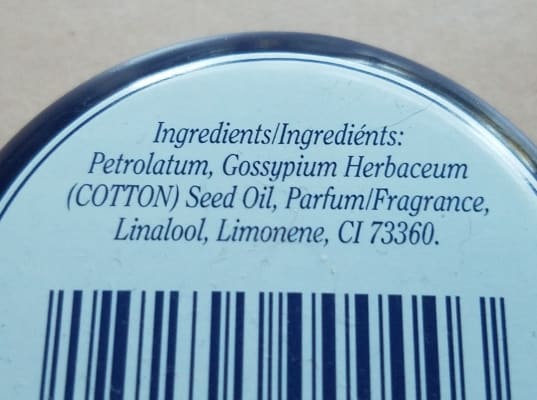 Ingredients/Ingrediénts:
Petrolatum, Gossypium Herbaceum
(COTTON) Seed Oil, Parfum/Fragrance,
Linalool, Limonene, CI 73360.